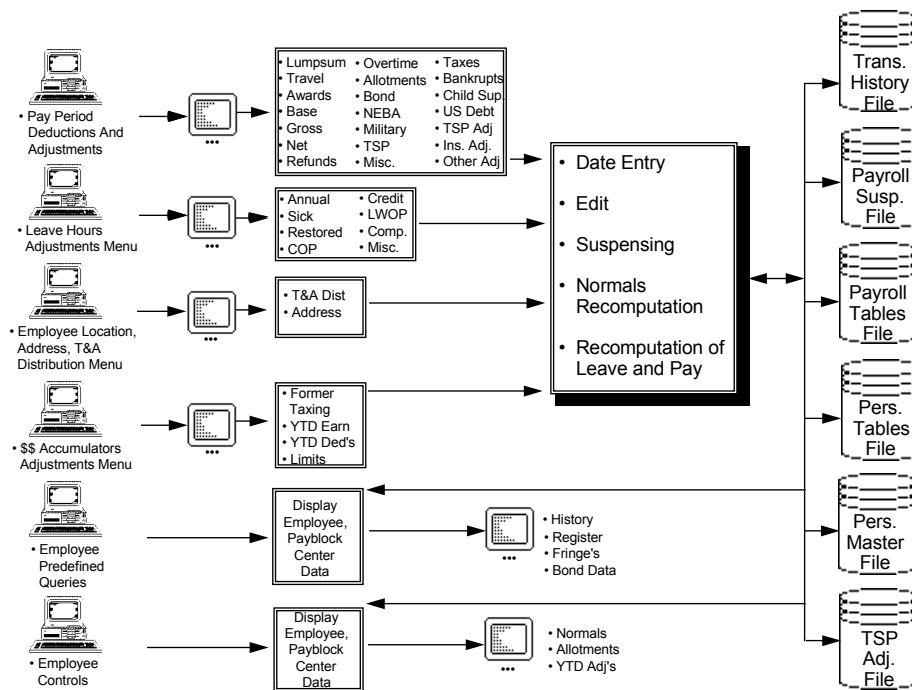 • Pay Period
Deductions And
Adjustments
•••
• Lumpsum
• Travel
• Awards
• Base
• Gross
• Net
• Refunds
• Overtime
• Allotments
• Bond
• NEBA
• Military
• TSP
• Misc.
• Taxes
• Bankrupts
• Child Sup.
• US Debt
• TSP Adj
• Ins. Adj.
• Other Adj
• Leave Hours
Adjustments Menu
•••
• Annual
• Sick
• Restored
• COP
• Credit
• LWOP
• Comp.
• Misc.
• Employee Location,
Address, T&A
Distribution Menu
•••
• T&A Dist
• Address
• $$ Accumulators
Adjustments Menu
•••
• Former
Taxing
• YTD Earn
• YTD Ded's
• Limits
• Date Entry
• Edit
• Suspensing
• Normals
Recomputation
• Recomputation of
Leave and Pay
• Employee
Predefined
Queries
Display
Employee,
Payblock
Center
Data
•••
• History
• Register
• Fringe's
• Bond Data
• Employee
Controls
Display
Employee,
Payblock
Center
Data
•••
• Normals
• Allotments
• YTD Adj's
Trans.
History
File
Payroll
Susp.
File
Payroll
Tables
File
Pers.
Tables
File
Pers.
Master
File
TSP
Adj.
File